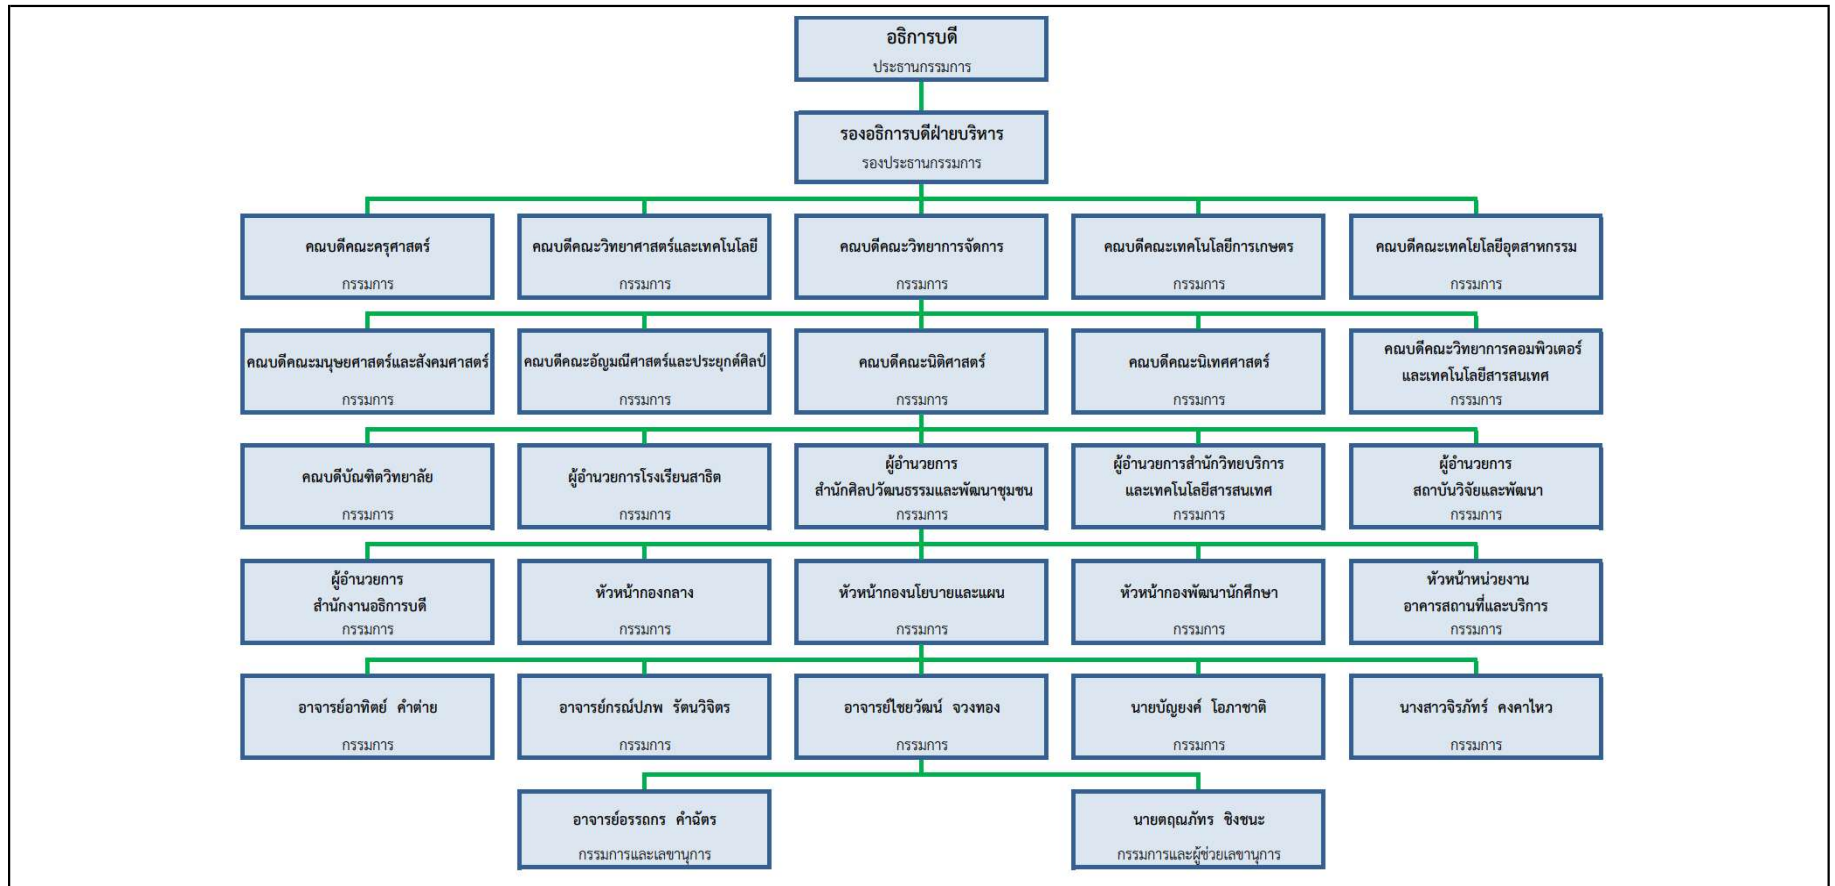 อธิการบดี
ประธานกรรมการ
รองอธิการบดีฝ่ายบริหาร
รองประธานกรรมการ
คณบดีคณะครุศาสตร์
กรรมการ
คณบดีคณะวิทยาศาสตร์และเทคโนโลยี
กรรมการ
คณบดีคณะวิทยาการจัดการ
กรรมการ
คณบดีคณะเทคโนโลยีการเกษตร
กรรมการ
คณบดีคณะเทคโยโลยีอุตสาหกรรม
กรรมการ
คณบดีคณะมนุษยศาสตร์และสังคมศาสตร์
กรรมการ
คณบดีคณะอัญมณีศาสตร์และประยุกต์ศิลป์
กรรมการ
คณบดีคณะนิติศาสตร์
กรรมการ
คณบดีคณะนิเทศศาสตร์
กรรมการ
คณบดีคณะวิทยาการคอมพิวเตอร์
และเทคโนโลยีสารสนเทศ
กรรมการ
คณบดีบัณฑิตวิทยาลัย
กรรมการ
ผู้อำนวยการโรงเรียนสาธิต
กรรมการ
ผู้อำนวยการ
สำนักศิลปวัฒนธรรมและพัฒนาชุมชน
กรรมการ
ผู้อำนวยการสำนักวิทยบริการ
และเทคโนโลยีสารสนเทศ
กรรมการ
ผู้อำนวยการ
สถาบันวิจัยและพัฒนา
กรรมการ
ผู้อำนวยการ
สำนักงานอธิการบดี
กรรมการ
หัวหน้ากองกลาง
กรรมการ
หัวหน้ากองนโยบายและแผน
กรรมการ
หัวหน้ากองพัฒนานักศึกษา
กรรมการ
หัวหน้าหน่วยงาน
อาคารสถานที่และบริการ
กรรมการ
อาจารย์อาทิตย์ คำต่าย
กรรมการ
อาจารย์กรณ์ปภพ รัตนวิจิตร
กรรมการ
อาจารย์ไชยวัฒน์ จวงทอง
กรรมการ
นายบัญยงค์ โอภาชาติ
กรรมการ
นางสาวจิรภัทร์ คงคาไหว
กรรมการ
อาจารย์อรรถกร คำฉัตร
กรรมการและเลขานุการ
นายตฤณภัทร ชิงชนะ
กรรมการและผู้ช่วยเลขานุการ